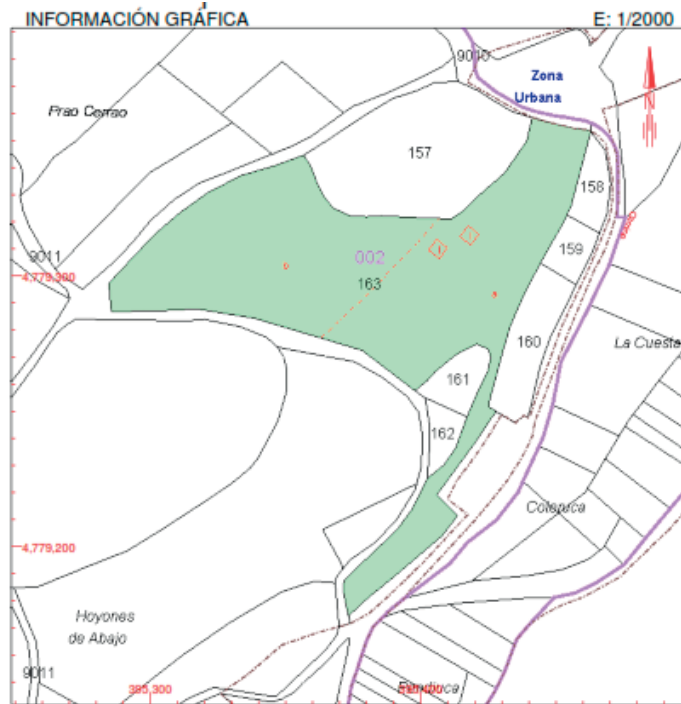 INFORMACIÓN GRÁFICA
E: 1/2000
9010
Zona
Urbana
N
Prao Cerrao
157
158
9011
002
159
4,779,300
163
160
La Cuesta
161
162
Colepica
4,779,200
Hoyones
de Abajo
9011
385,300